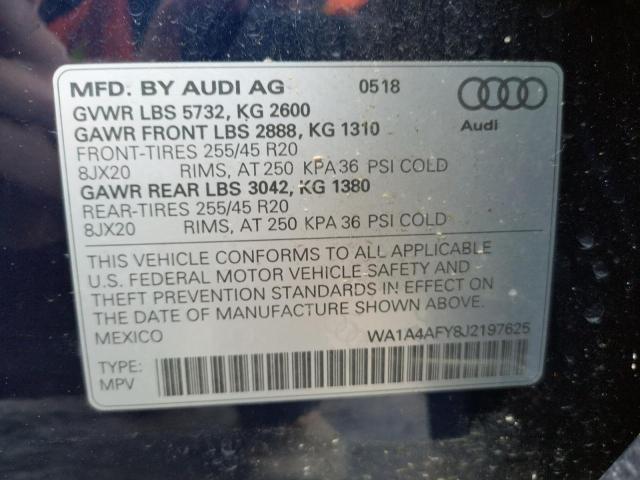 MFD. BY AUDI AG 0518
GVWR LBS 5732, KG 2600
GAWR FRONT LBS 2888, KG 1310
Audi
FRONT-TIRES 255/45 R20
8JX20 RIMS, AT 250 KPA 36 PSI COLD
GAWR REAR LBS 3042, KG 1380
REAR-TIRES 255/45 R20
8JX20 RIMS, AT 250 KPA 36 PSI COLD
THIS VEHICLE CONFORMS TO ALL APPLICABLE
U.S. FEDERAL MOTOR VEHICLE SAFETY AND
THEFT PREVENTION STANDARDS IN EFFECT ON
THE DATE OF MANUFACTURE SHOWN ABOVE.
MEXICO WA1A4AFY8J2197625
TYPE:
MPV